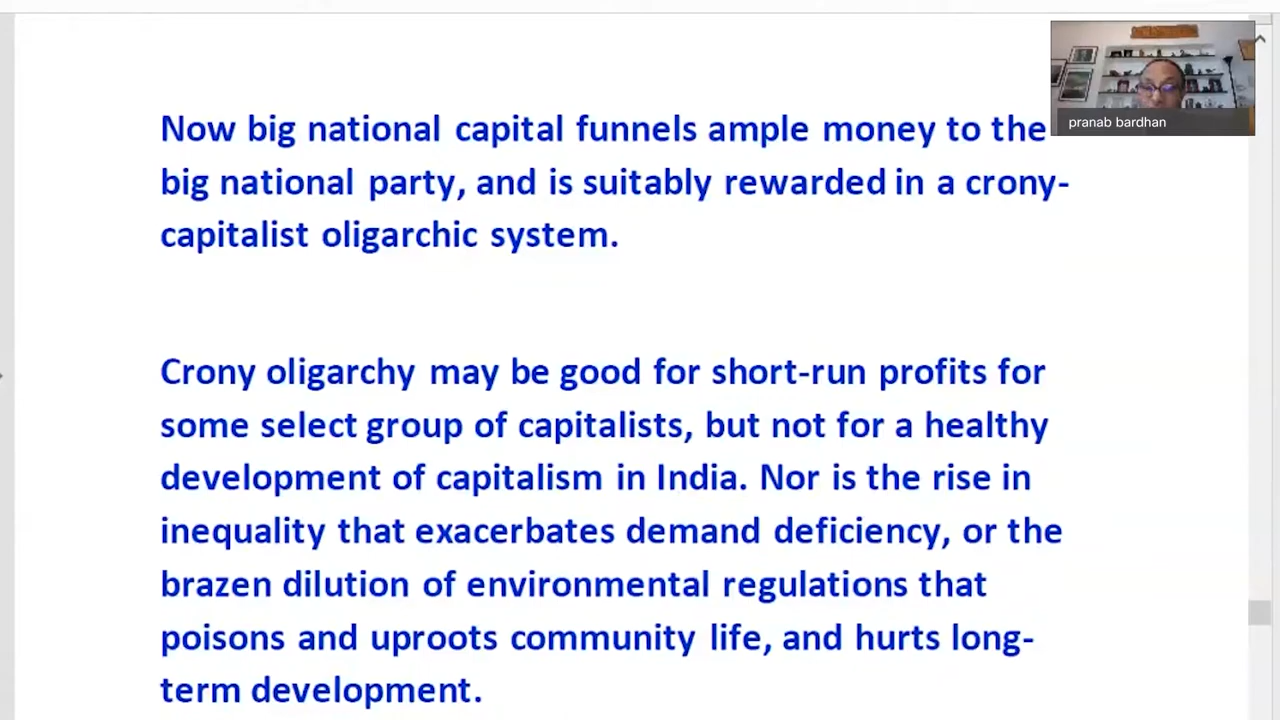 Now big national capital funnels ample money to the
big national party, and is suitably rewarded in a crony-
capitalist oligarchic system.
Crony oligarchy may be good for short-run profits for
some select group of capitalists, but not for a healthy
development of capitalism in India. Nor is the rise in
inequality that exacerbates demand deficiency, or the
brazen dilution of environmental regulations that
poisons and uproots community life, and hurts long-
term development.
pranab bardhan